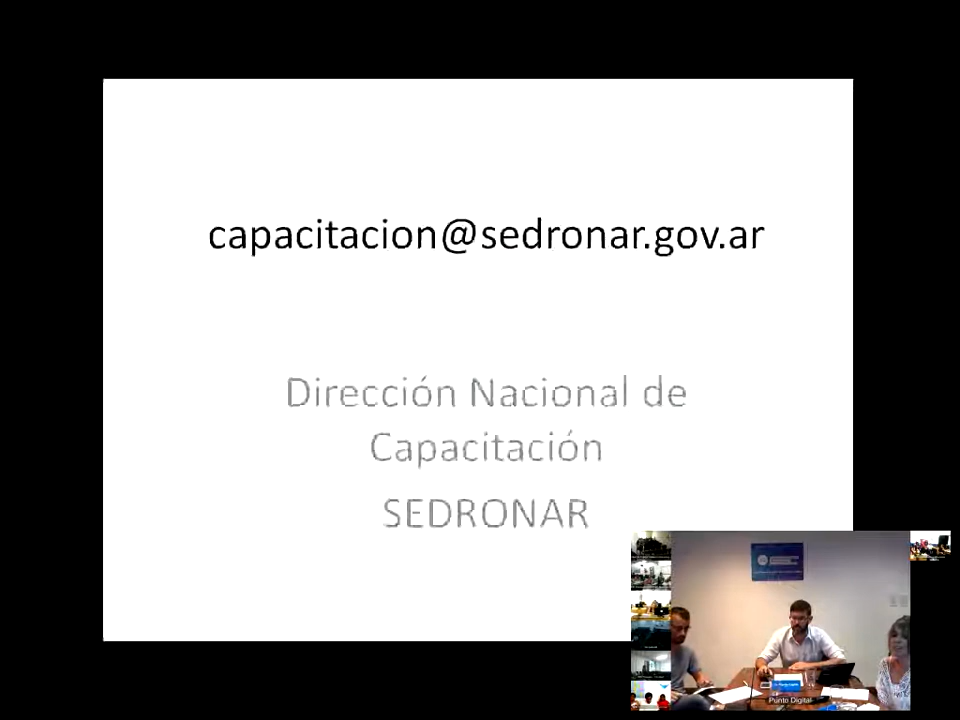 capacitacion@sedronar.gov.ar
Dirección Nacional de
Capacitación
SEDRONAR
Punto Digital